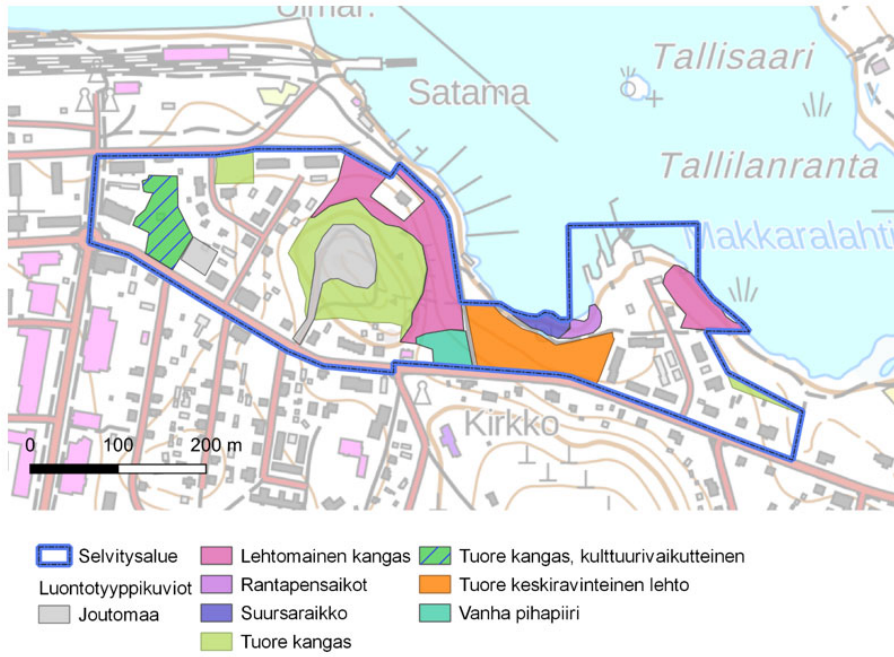 Uimar.
Tallisaari
Satama
Tallilanranta
Makkaralahti
Kirkko
0 100 200 m
Selvitysalue
Luontotyyppikuviot
Joutomaa
Lehtomainen kangas
Rantapensaikot
Suursaraikko
Tuore kangas
Tuore kangas, kulttuurivaikutteinen
Tuore keskiravinteinen lehto
Vanha pihapiiri